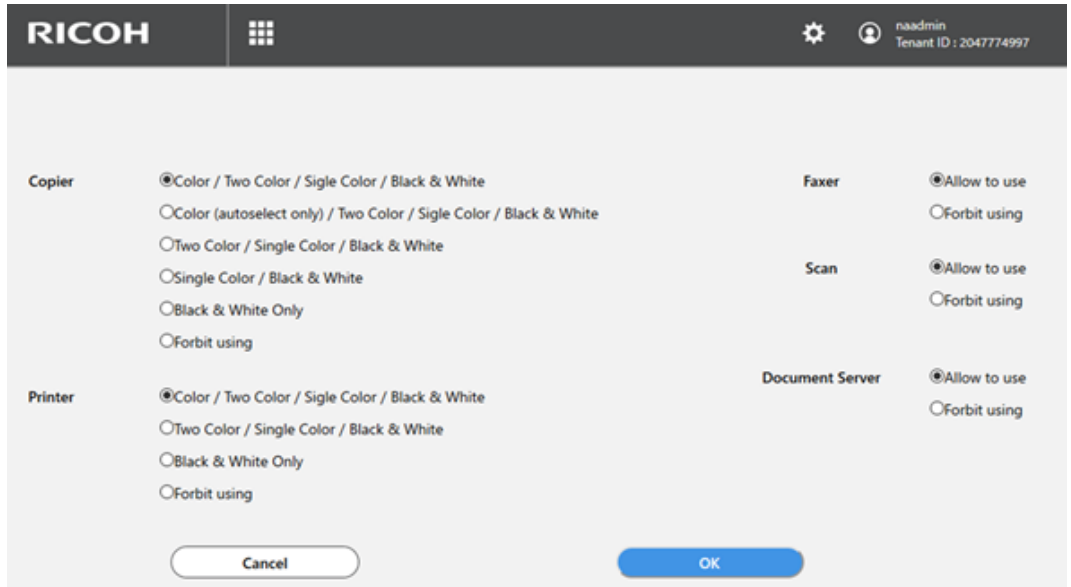 RICOH
naadmin
Tenant ID : 2047774997
Copier
Color / Two Color / Sigle Color / Black & White
Color (autoselect only) / Two Color / Sigle Color / Black & White
Two Color / Single Color / Black & White
Single Color / Black & White
Black & White Only
Forbit using
Printer
Color / Two Color / Sigle Color / Black & White
Two Color / Single Color / Black & White
Black & White Only
Forbit using
Faxer
Allow to use
Forbit using
Scan
Allow to use
Forbit using
Document Server
Allow to use
Forbit using
Cancel
OK